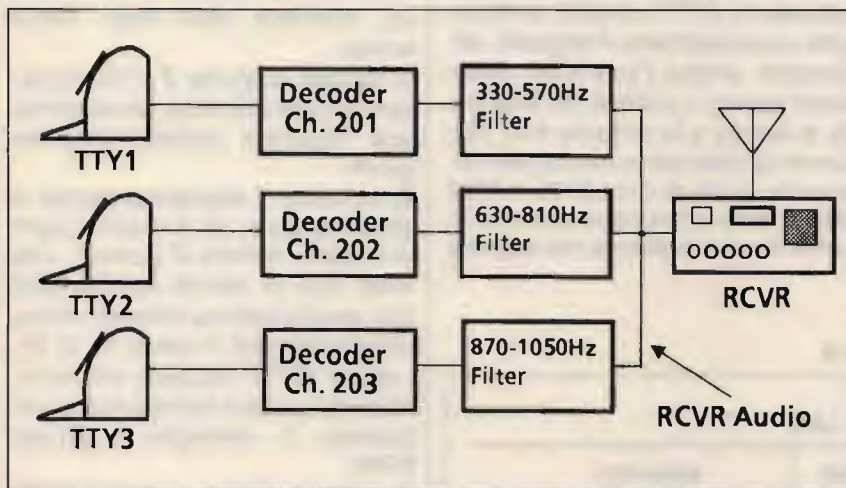 TTY1
Decoder
Ch. 201
330-570Hz
Filter
TTY2
Decoder
Ch. 202
630-810Hz
Filter
RCVR
TTY3
Decoder
Ch. 203
870-1050Hz
Filter
RCVR Audio